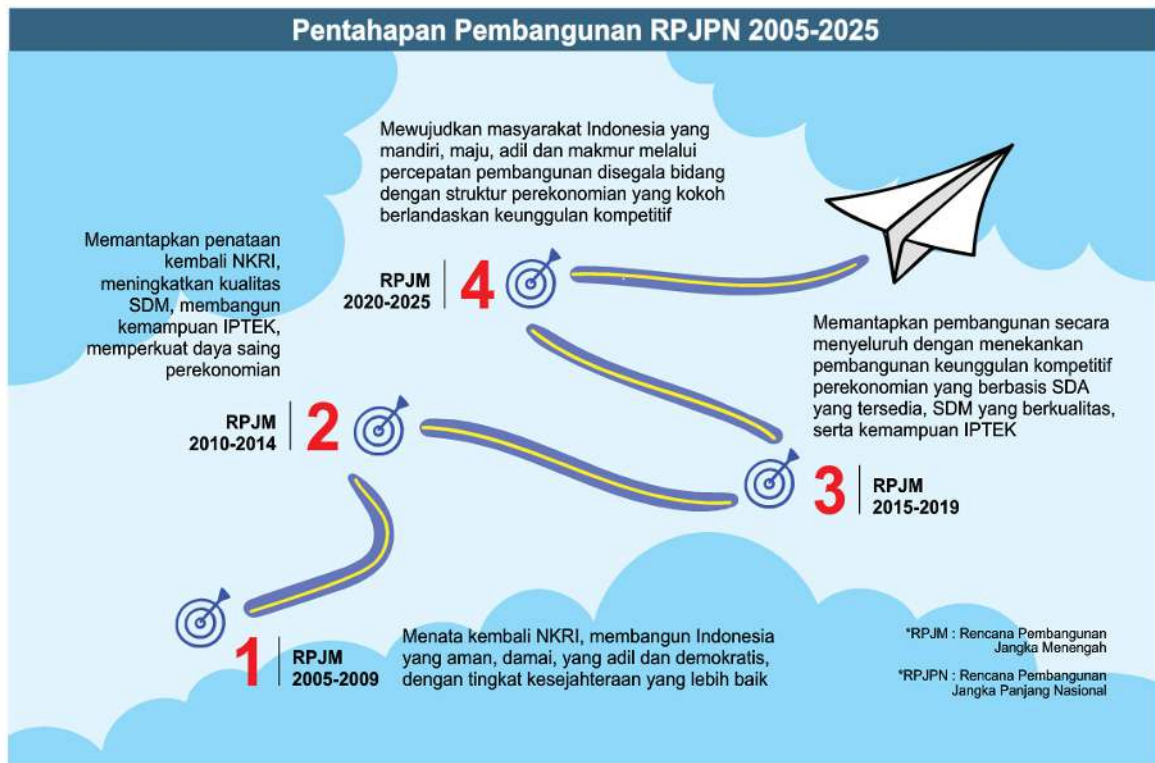 Pentahapan Pembangunan RPJPN 2005-2025
Mewujudkan masyarakat Indonesia yang
mandiri, maju, adil dan makmur melalui
percepatan pembangunan disegala bidang
dengan struktur perekonomian yang kokoh
berlandaskan keunggulan kompetitif
RPJM
2020-2025
4
Memantapkan penataan
kembali NKRI,
meningkatkan kualitas
SDM, membangun
kemampuan IPTEK,
memperkuat daya saing
perekonomian
RPJM
2010-2014
2
Memantapkan pembangunan secara
menyeluruh dengan menekankan
pembangunan keunggulan kompetitif
perekonomian yang berbasis SDA
yang tersedia, SDM yang berkualitas,
serta kemampuan IPTEK
3
RPJM
2015-2019
1
RPJM
2005-2009
Menata kembali NKRI, membangun Indonesia
yang aman, damai, yang adil dan demokratis,
dengan tingkat kesejahteraan yang lebih baik
*RPJM : Rencana Pembangunan
Jangka Menengah
*RPJPN : Rencana Pembangunan
Jangka Panjang Nasional